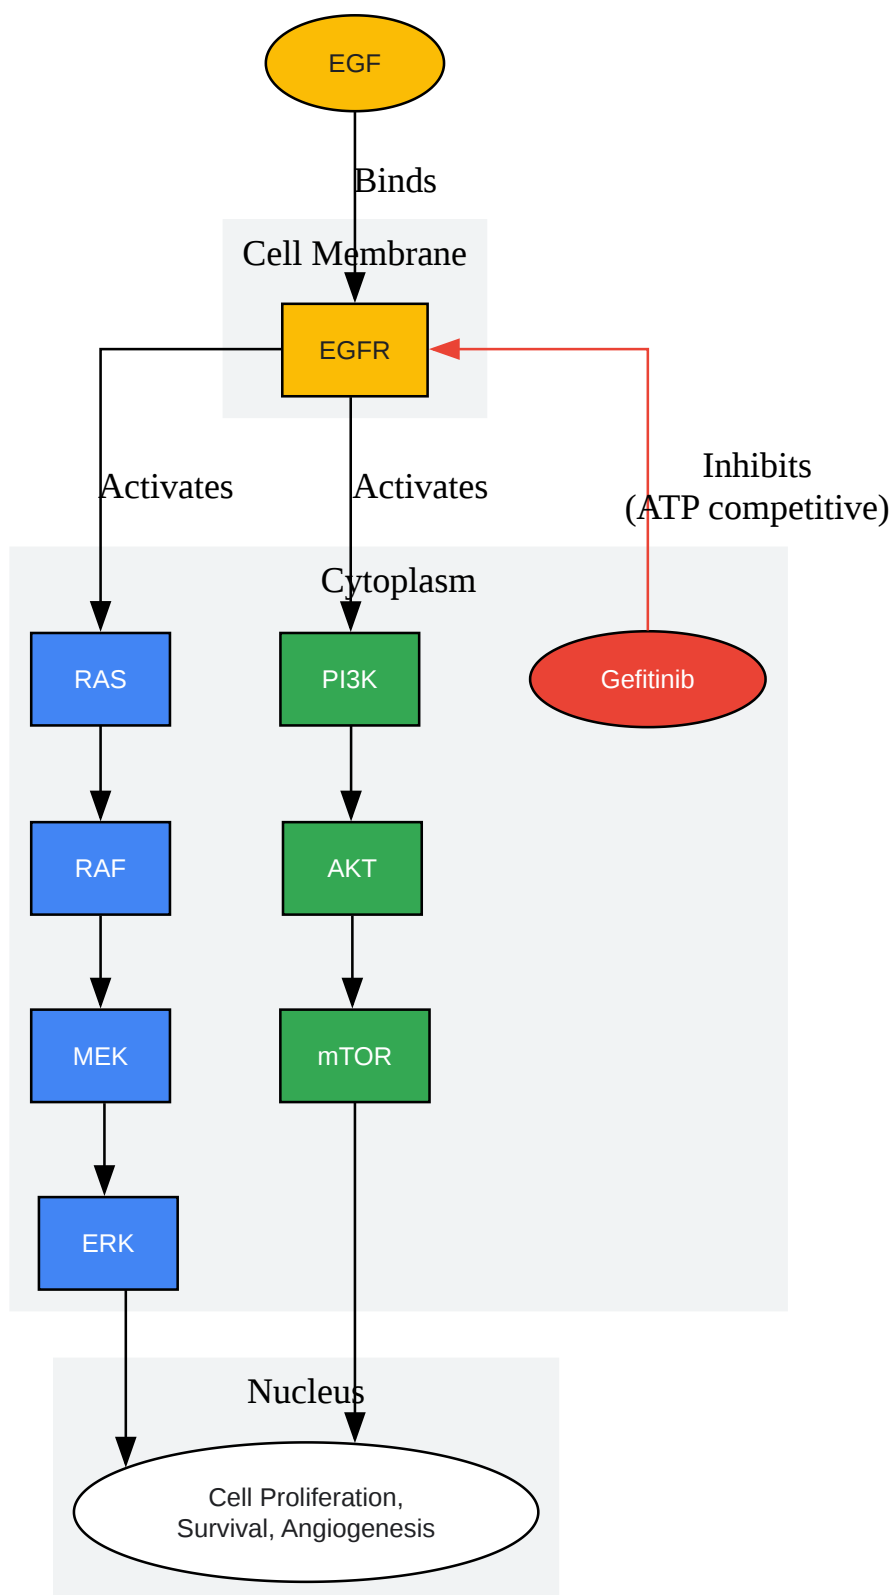 EGF
Binds
Cell Membrane
EGFR
Activates
Activates
Inhibits
(ATP competitive)
Cytoplasm
RAS
PI3K
Gefitinib
RAF
AKT
MEK
mTOR
ERK
Nucleus
Cell Proliferation,
Survival, Angiogenesis